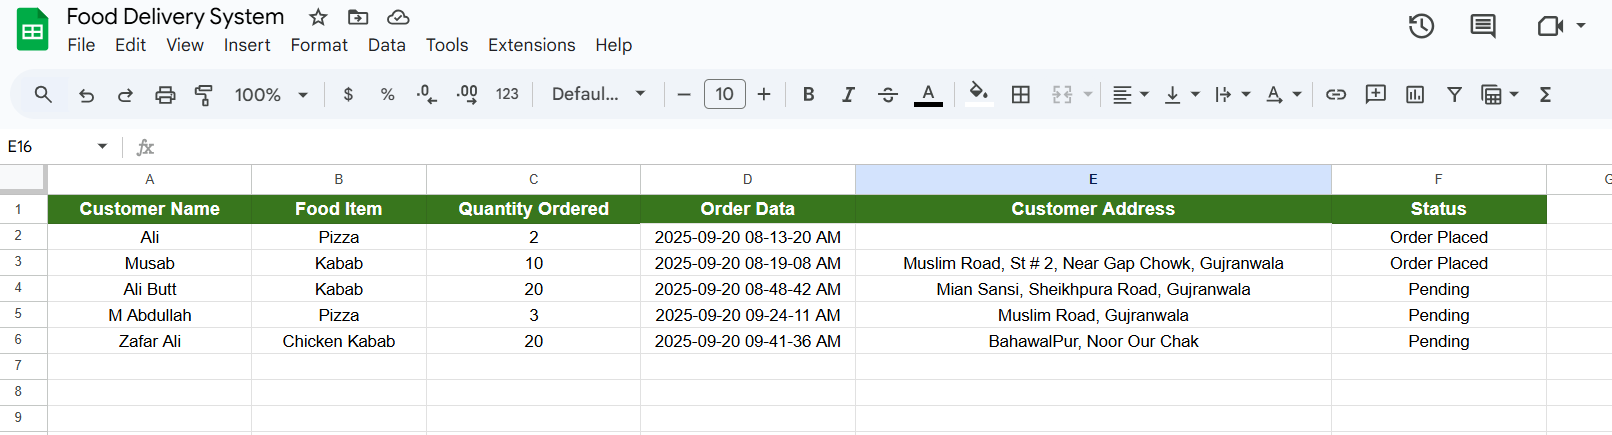 Food Delivery System
File Edit View Insert Format Data Tools Extensions Help
100% $ % .0 .00 123 Defaul... − 10 + B I S A Σ
E16 fx
A B C D E F G
1 Customer Name Food Item Quantity Ordered Order Data Customer Address Status
2 Ali Pizza 2 2025-09-20 08-13-20 AM Order Placed
3 Musab Kabab 10 2025-09-20 08-19-08 AM Muslim Road, St # 2, Near Gap Chowk, Gujranwala Order Placed
4 Ali Butt Kabab 20 2025-09-20 08-48-42 AM Mian Sansi, Sheikhpura Road, Gujranwala Pending
5 M Abdullah Pizza 3 2025-09-20 09-24-11 AM Muslim Road, Gujranwala Pending
6 Zafar Ali Chicken Kabab 20 2025-09-20 09-41-36 AM BahawalPur, Noor Our Chak Pending
7
8
9